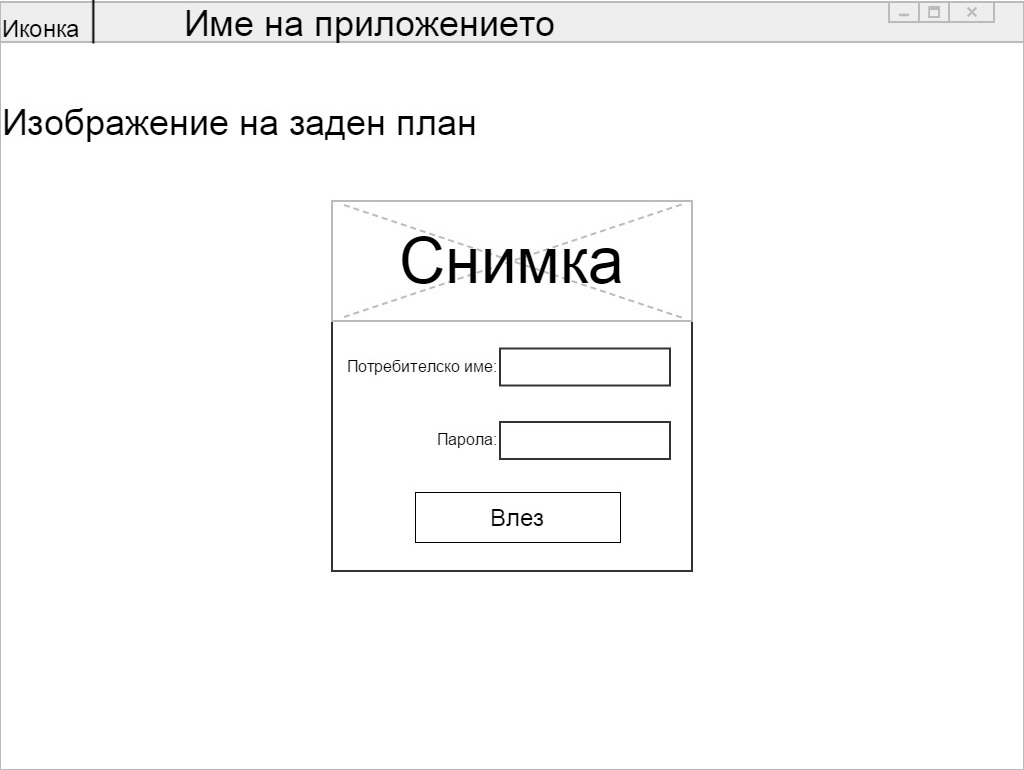 Иконка
Име на приложението
Изображение на заден план
Снимка
Потребителско име:
Парола:
Влез